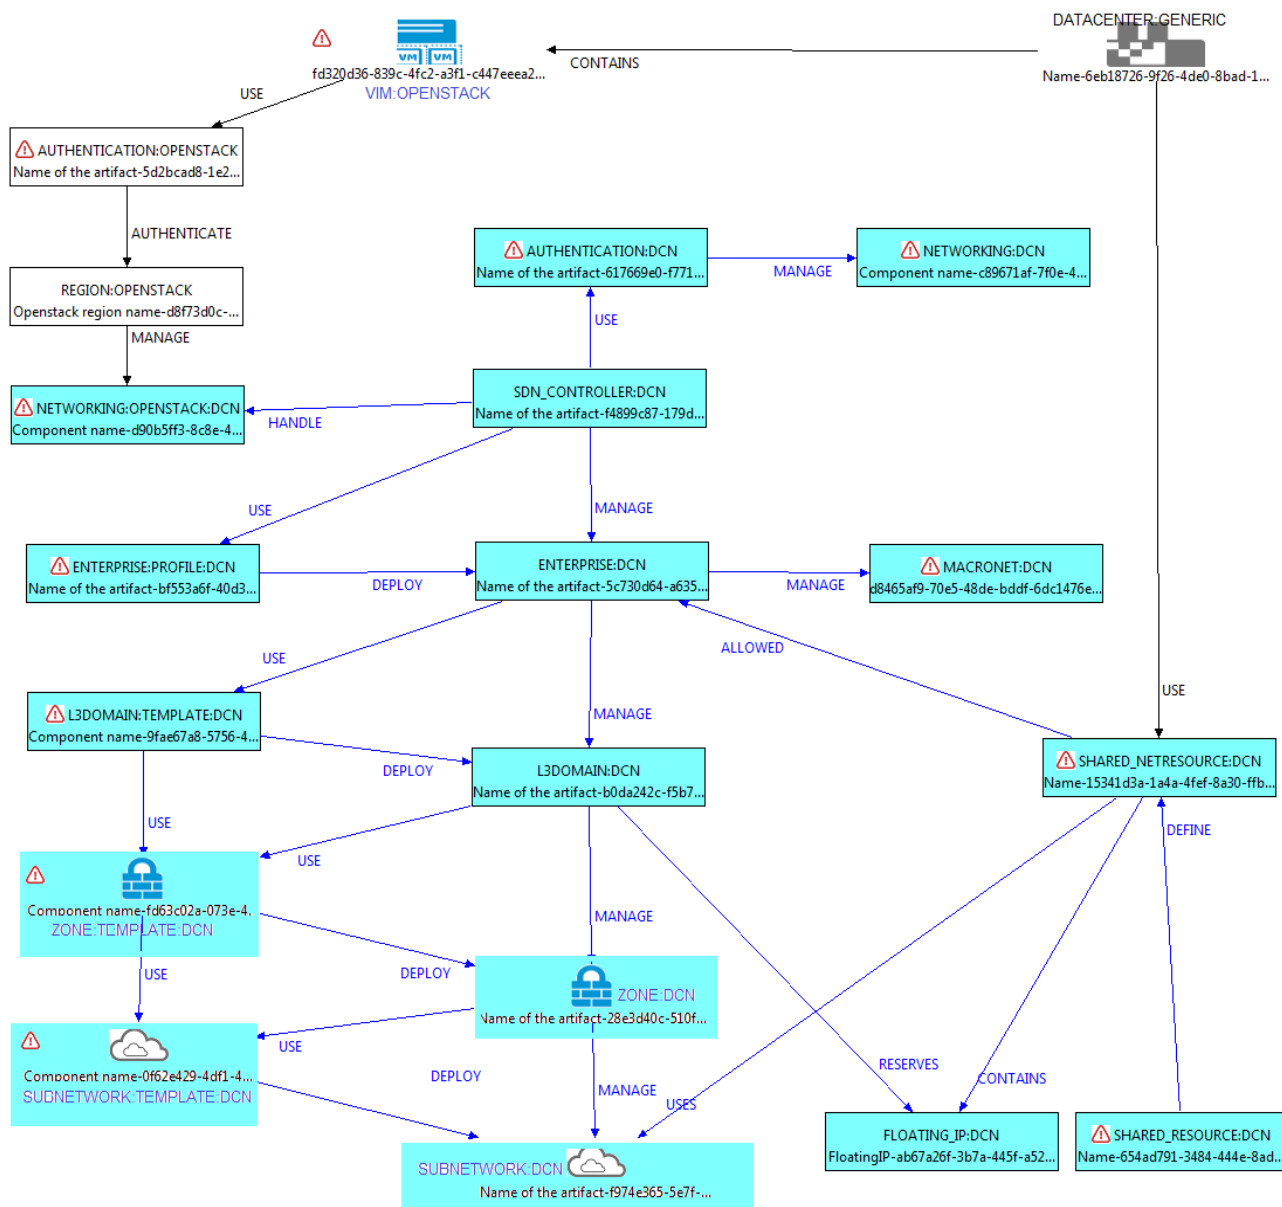 DATACENTER:GENERIC
VM VM
fd320d36-839c-4fc2-a3f1-c447eeea2...
VIM:OPENSTACK
CONTAINS
Name-6eb18726-9f26-4de0-8bad-1...
USE
AUTHENTICATION:OPENSTACK
Name of the artifact-5d2bcad8-1e2...
AUTHENTICATE
AUTHENTICATION:DCN
Name of the artifact-617669e0-f771...
MANAGE
NETWORKING:DCN
Component name-c89671af-7f0e-4...
REGION:OPENSTACK
Openstack region name-d8f73d0c-...
USE
MANAGE
NETWORKING:OPENSTACK:DCN
Component name-d90b5ff3-8c8e-4...
HANDLE
SDN_CONTROLLER:DCN
Name of the artifact-f4899c87-179d...
USE
MANAGE
ENTERPRISE:PROFILE:DCN
Name of the artifact-bf553a6f-40d3...
DEPLOY
ENTERPRISE:DCN
Name of the artifact-5c730d64-a635...
MANAGE
MACRONET:DCN
d8465af9-70e5-48de-bddf-6dc1476e...
USE
ALLOWED
USE
MANAGE
L3DOMAIN:TEMPLATE:DCN
Component name-9fae67a8-5756-4...
DEPLOY
L3DOMAIN:DCN
Name of the artifact-b0da242c-f5b7...
SHARED_NETRESOURCE:DCN
Name-15341d3a-1a4a-4fef-8a30-ffb...
USE
USE
DEFINE
Component name-fd63c02a-073e-4.
ZONE:TEMPLATE:DCN
MANAGE
USE
DEPLOY
ZONE:DCN
Name of the artifact-28e3d40c-510f...
USE
Component name-0f62e429-4df1-4...
SUBNETWORK:TEMPLATE:DCN
DEPLOY
MANAGE
USES
RESERVES
CONTAINS
SUBNETWORK:DCN
Name of the artifact-f974e365-5e7f-...
FLOATING_IP:DCN
FloatingIP-ab67a26f-3b7a-445f-a52...
SHARED_RESOURCE:DCN
Name-654ad791-3484-444e-8ad...